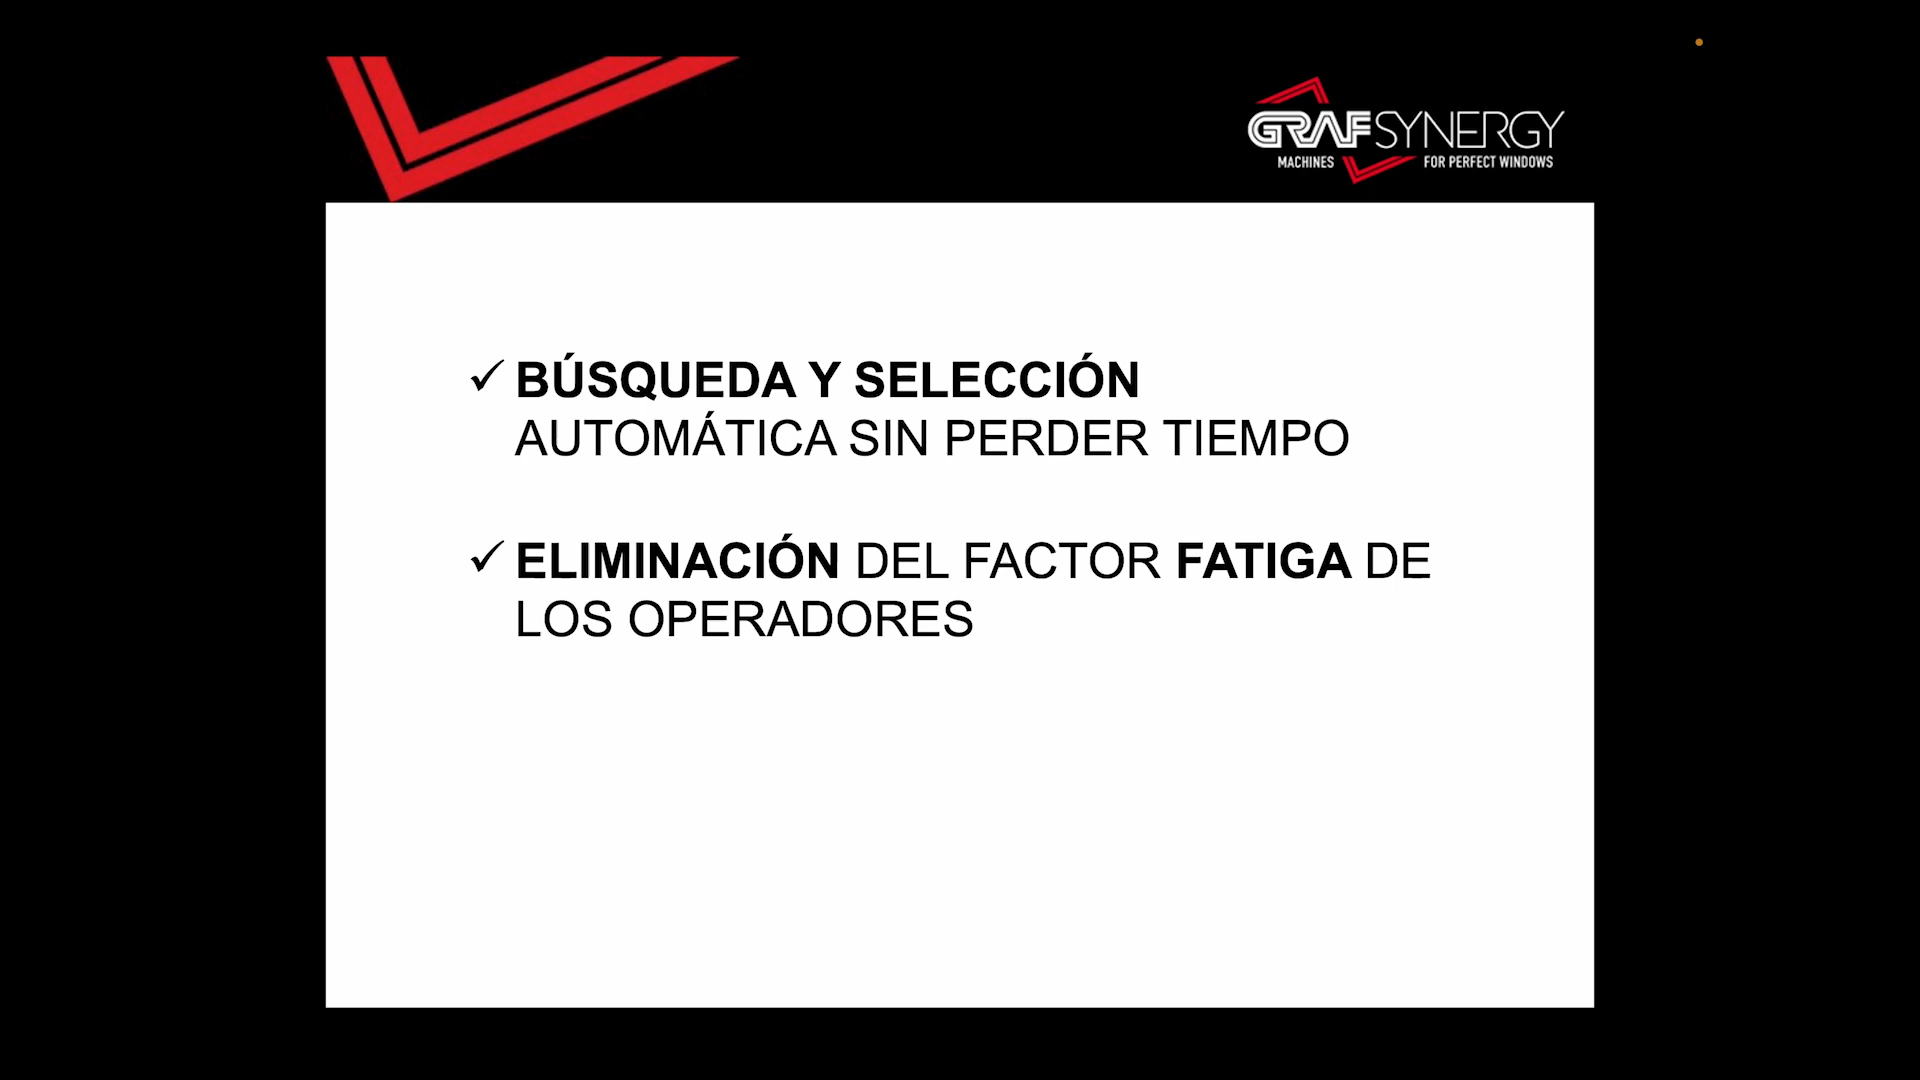 GRAFSYNERGY
MACHINES FOR PERFECT WINDOWS
✓ BÚSQUEDA Y SELECCIÓN
AUTOMÁTICA SIN PERDER TIEMPO
✓ ELIMINACIÓN DEL FACTOR FATIGA DE
LOS OPERADORES